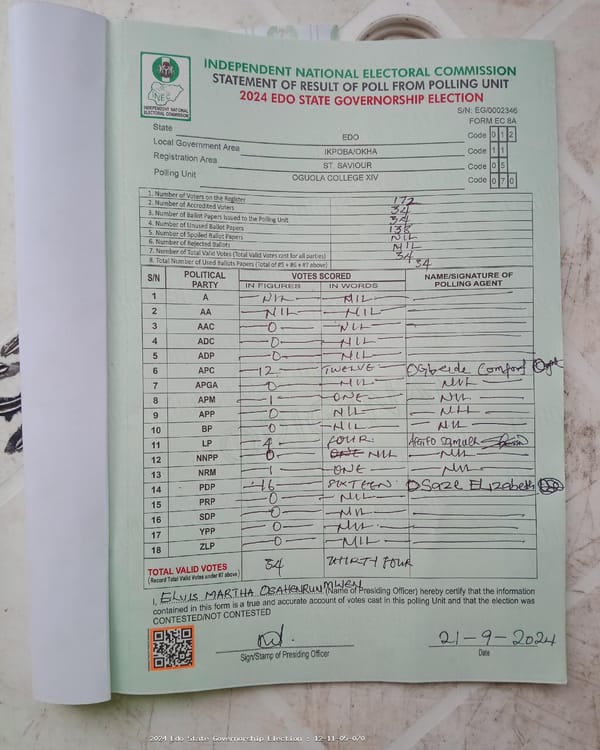 INDEPENDENT NATIONAL ELECTORAL COMMISSION
STATEMENT OF RESULT OF POLL FROM POLLING UNIT
2024 EDO STATE GOVERNORSHIP ELECTION
INDEPENDENT NATIONAL ELECTORAL COMMISSION
S/N: EG/0002346
FORM EC 8A
State EDO Code 0 1 2
Local Government Area IKPOBA/OKHA Code 1 1
Registration Area ST. SAVIOUR Code 0 5
Polling Unit OGUOLA COLLEGE XIV Code 0 7 0
1. Number of Voters on the Register 172
2. Number of Accredited Voters 34
3. Number of Ballot Papers Issued to the Polling Unit
4. Number of Unused Ballot Papers 138
5. Number of Spoiled Ballot Papers NIL
6. Number of Rejected Ballots NIL
7. Number of Total Valid Votes (Total Valid Votes cast for all parties) 34
8. Total Number of Used Ballots Papers (Total of #5 + #6 + #7 above) 34
S/N POLITICAL PARTY VOTES SCORED NAME/SIGNATURE OF POLLING AGENT
IN FIGURES IN WORDS
1 A NIL NIL
2 AA NIL NIL
3 AAC 0 NIL
4 ADC 0 NIL
5 ADP 0 NIL
6 APC 12 TWELVE Ogbeide Comfort
7 APGA 0 NIL NIL
8 APM 1 ONE NIL
9 APP 0 NIL NIL
10 BP 0 NIL NIL
11 LP 4 FOUR
12 NNPP 0 ONE NIL NIL
13 NRM 1 ONE NIL
14 PDP 16 SIXTEEN OSAZE ELIZABETH
15 PRP 0 NIL
16 SDP 0 NIL
17 YPP 0 NIL
18 ZLP 0 NIL
TOTAL VALID VOTES 34 THIRTY FOUR
(Record Total Valid Votes under #7 above)
I, ELVIS MARTHA OSAHENRUNMWEN (Name of Presiding Officer) hereby certify that the information
contained in this form is a true and accurate account of votes cast in this polling Unit and that the election was
CONTESTED/NOT CONTESTED
21-9-2024
Sign/Stamp of Presiding Officer Date
2024 Edo State Governorship Election : 12-11-05-070